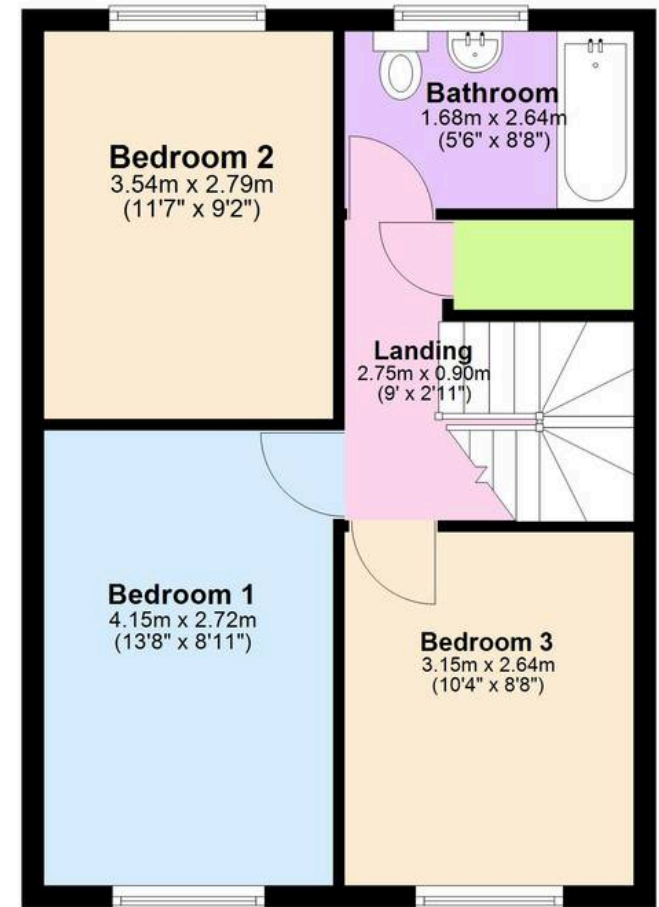 Bedroom 2
3.54m x 2.79m
(11'7" x 9'2")
Bathroom
1.68m x 2.64m
(5'6" x 8'8")
Landing
2.75m x 0.90m
(9' x 2'11")
Bedroom 1
4.15m x 2.72m
(13'8" x 8'11")
Bedroom 3
3.15m x 2.64m
(10'4" x 8'8")